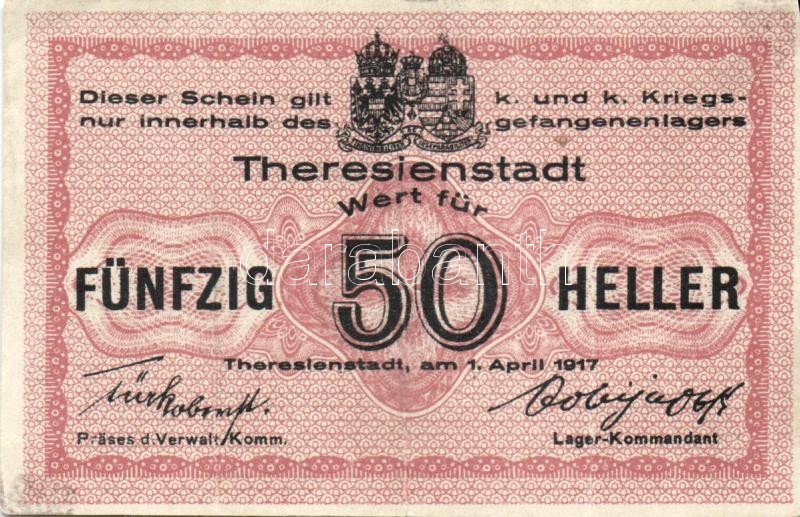 Dieser Schein gilt k. und k. Kriegs-
nur innerhalb des gefangenenlagers
Theresienstadt
Wert für
FÜNFZIG 50 HELLER
darabanth
Theresienstadt, am 1. April 1917
Präses d. Verwalt. Komm. Lager-Kommandant